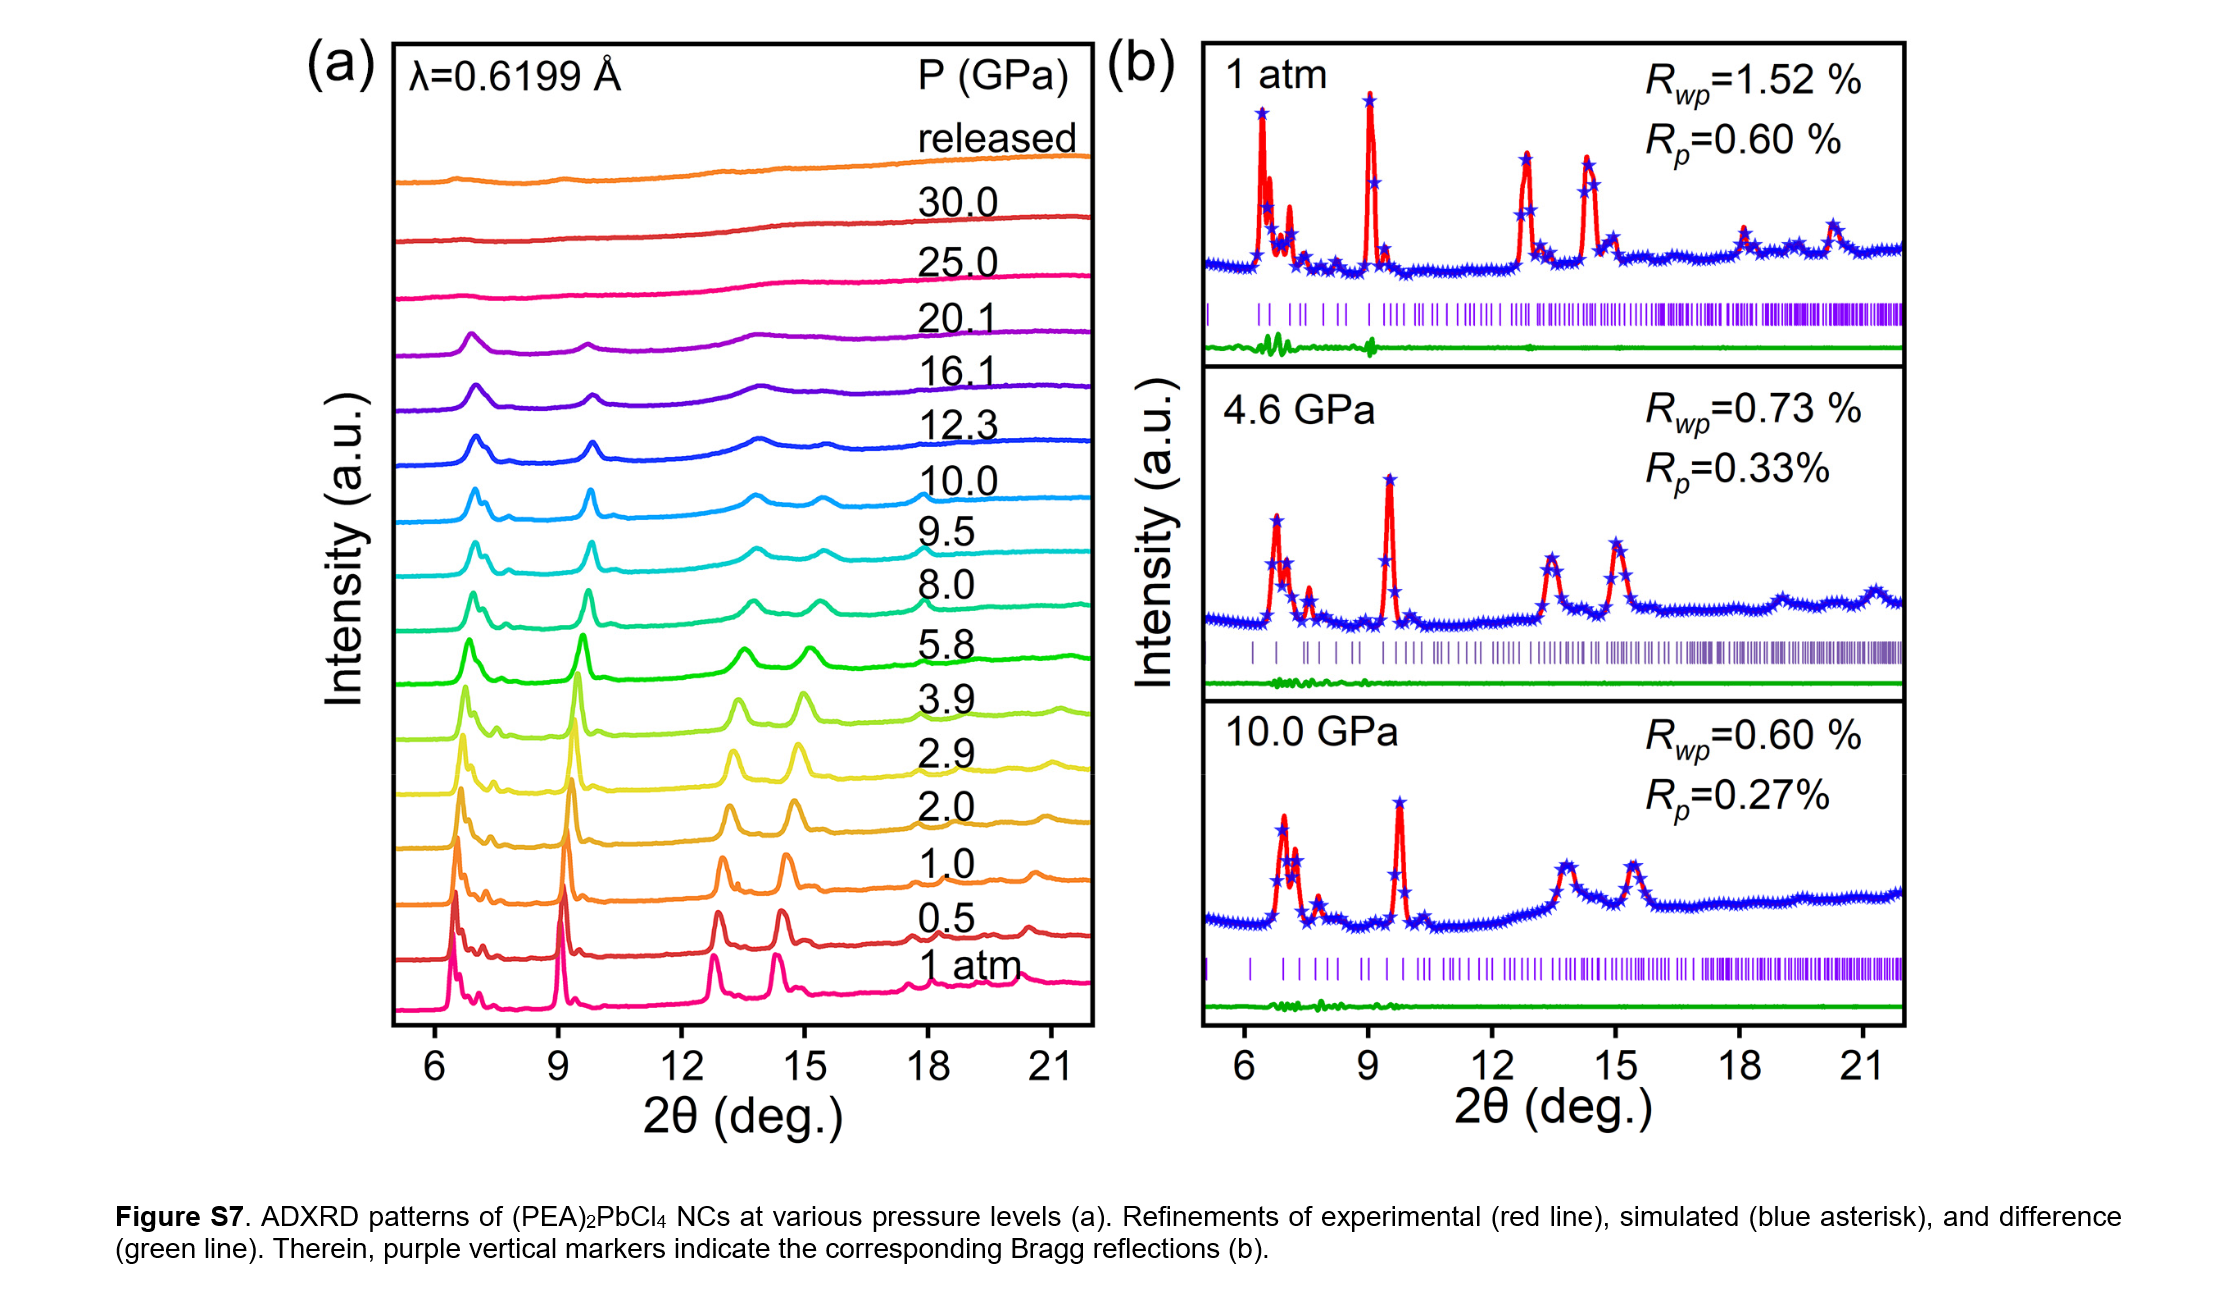 (a)
λ=0.6199 Å
P (GPa)
released
30.0
25.0
20.1
16.1
12.3
10.0
9.5
8.0
5.8
3.9
2.9
2.0
1.0
0.5
1 atm
Intensity (a.u.)
6 9 12 15 18 21
2θ (deg.)
(b)
1 atm
Rwp=1.52 %
Rp=0.60 %
4.6 GPa
Rwp=0.73 %
Rp=0.33%
10.0 GPa
Rwp=0.60 %
Rp=0.27%
Intensity (a.u.)
6 9 12 15 18 21
2θ (deg.)
Figure S7. ADXRD patterns of (PEA)₂PbCl₄ NCs at various pressure levels (a). Refinements of experimental (red line), simulated (blue asterisk), and difference
(green line). Therein, purple vertical markers indicate the corresponding Bragg reflections (b).